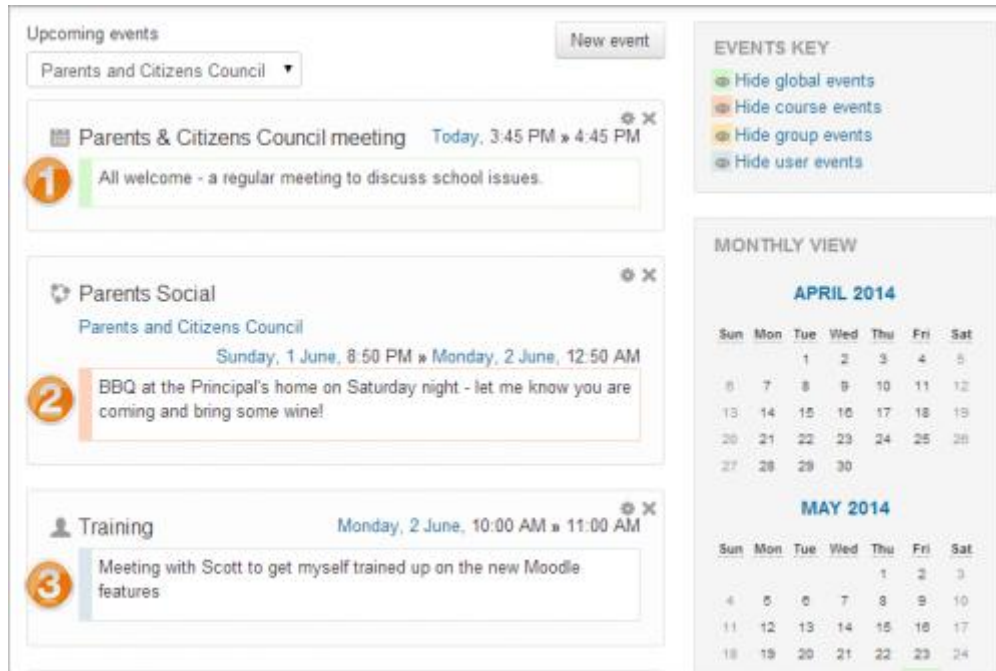 Upcoming events
New event
Parents and Citizens Council
Parents & Citizens Council meeting Today, 3:45 PM » 4:45 PM
1
All welcome - a regular meeting to discuss school issues.
Parents Social
Parents and Citizens Council
Sunday, 1 June, 8:50 PM » Monday, 2 June, 12:50 AM
2
BBQ at the Principal's home on Saturday night - let me know you are
coming and bring some wine!
Training Monday, 2 June, 10:00 AM » 11:00 AM
3
Meeting with Scott to get myself trained up on the new Moodle
features
EVENTS KEY
Hide global events
Hide course events
Hide group events
Hide user events
MONTHLY VIEW
APRIL 2014
Sun Mon Tue Wed Thu Fri Sat
1 2 3 4 5
6 7 8 9 10 11 12
13 14 15 16 17 18 19
20 21 22 23 24 25 26
27 28 29 30
MAY 2014
Sun Mon Tue Wed Thu Fri Sat
1 2 3
4 5 6 7 8 9 10
11 12 13 14 15 16 17
18 19 20 21 22 23 24